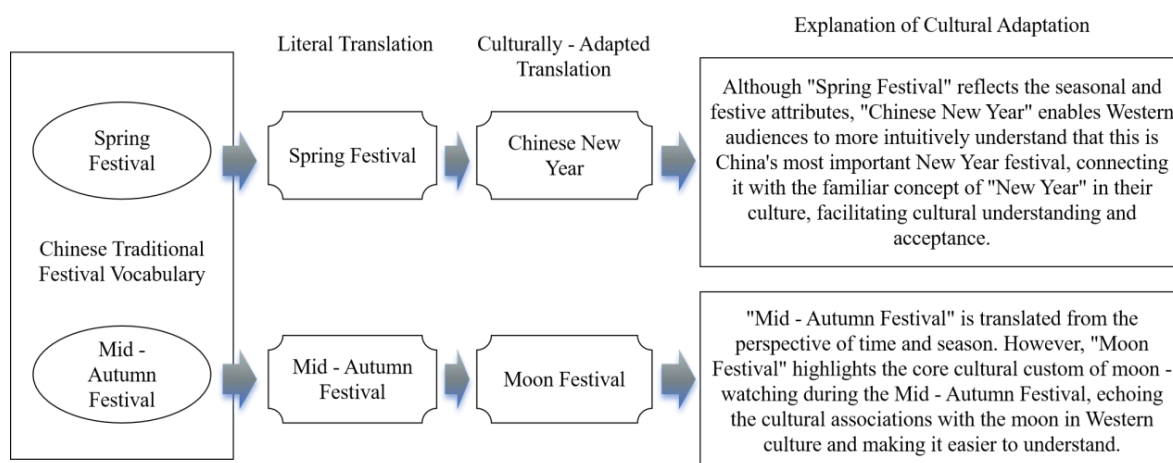 Literal Translation
Culturally - Adapted
Translation
Explanation of Cultural Adaptation
Spring
Festival
Spring Festival
Chinese New
Year
Although "Spring Festival" reflects the seasonal and
festive attributes, "Chinese New Year" enables Western
audiences to more intuitively understand that this is
China's most important New Year festival, connecting
it with the familiar concept of "New Year" in their
culture, facilitating cultural understanding and
acceptance.
Chinese Traditional
Festival Vocabulary
Mid -
Autumn
Festival
Mid - Autumn
Festival
Moon Festival
"Mid - Autumn Festival" is translated from the
perspective of time and season. However, "Moon
Festival" highlights the core cultural custom of moon -
watching during the Mid - Autumn Festival, echoing
the cultural associations with the moon in Western
culture and making it easier to understand.